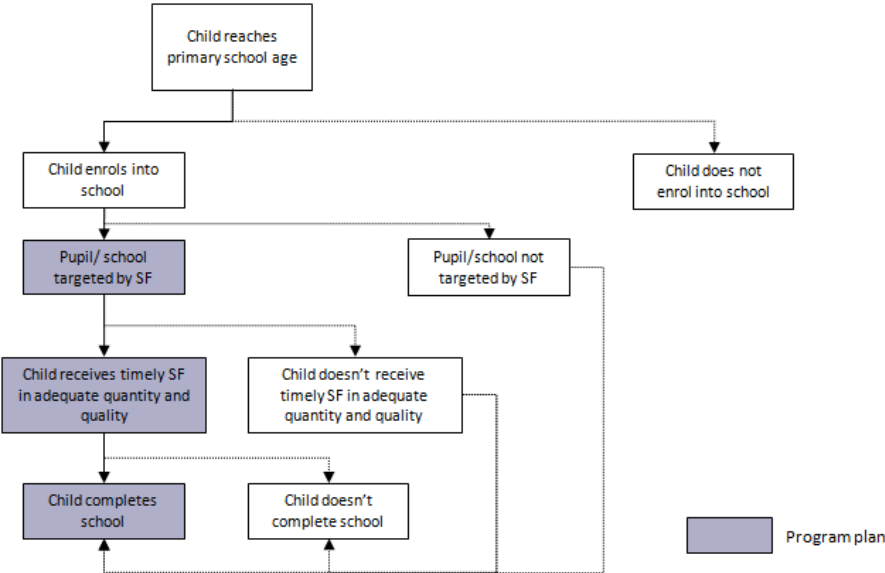 Child reaches
primary school age
Child enrols into
school
Child does not
enrol into school
Pupil/ school
targeted by SF
Pupil/school not
targeted by SF
Child receives timely SF
in adequate quantity and
quality
Child doesn't receive
timely SF in adequate
quantity and quality
Child completes
school
Child doesn't
complete school
Program plan